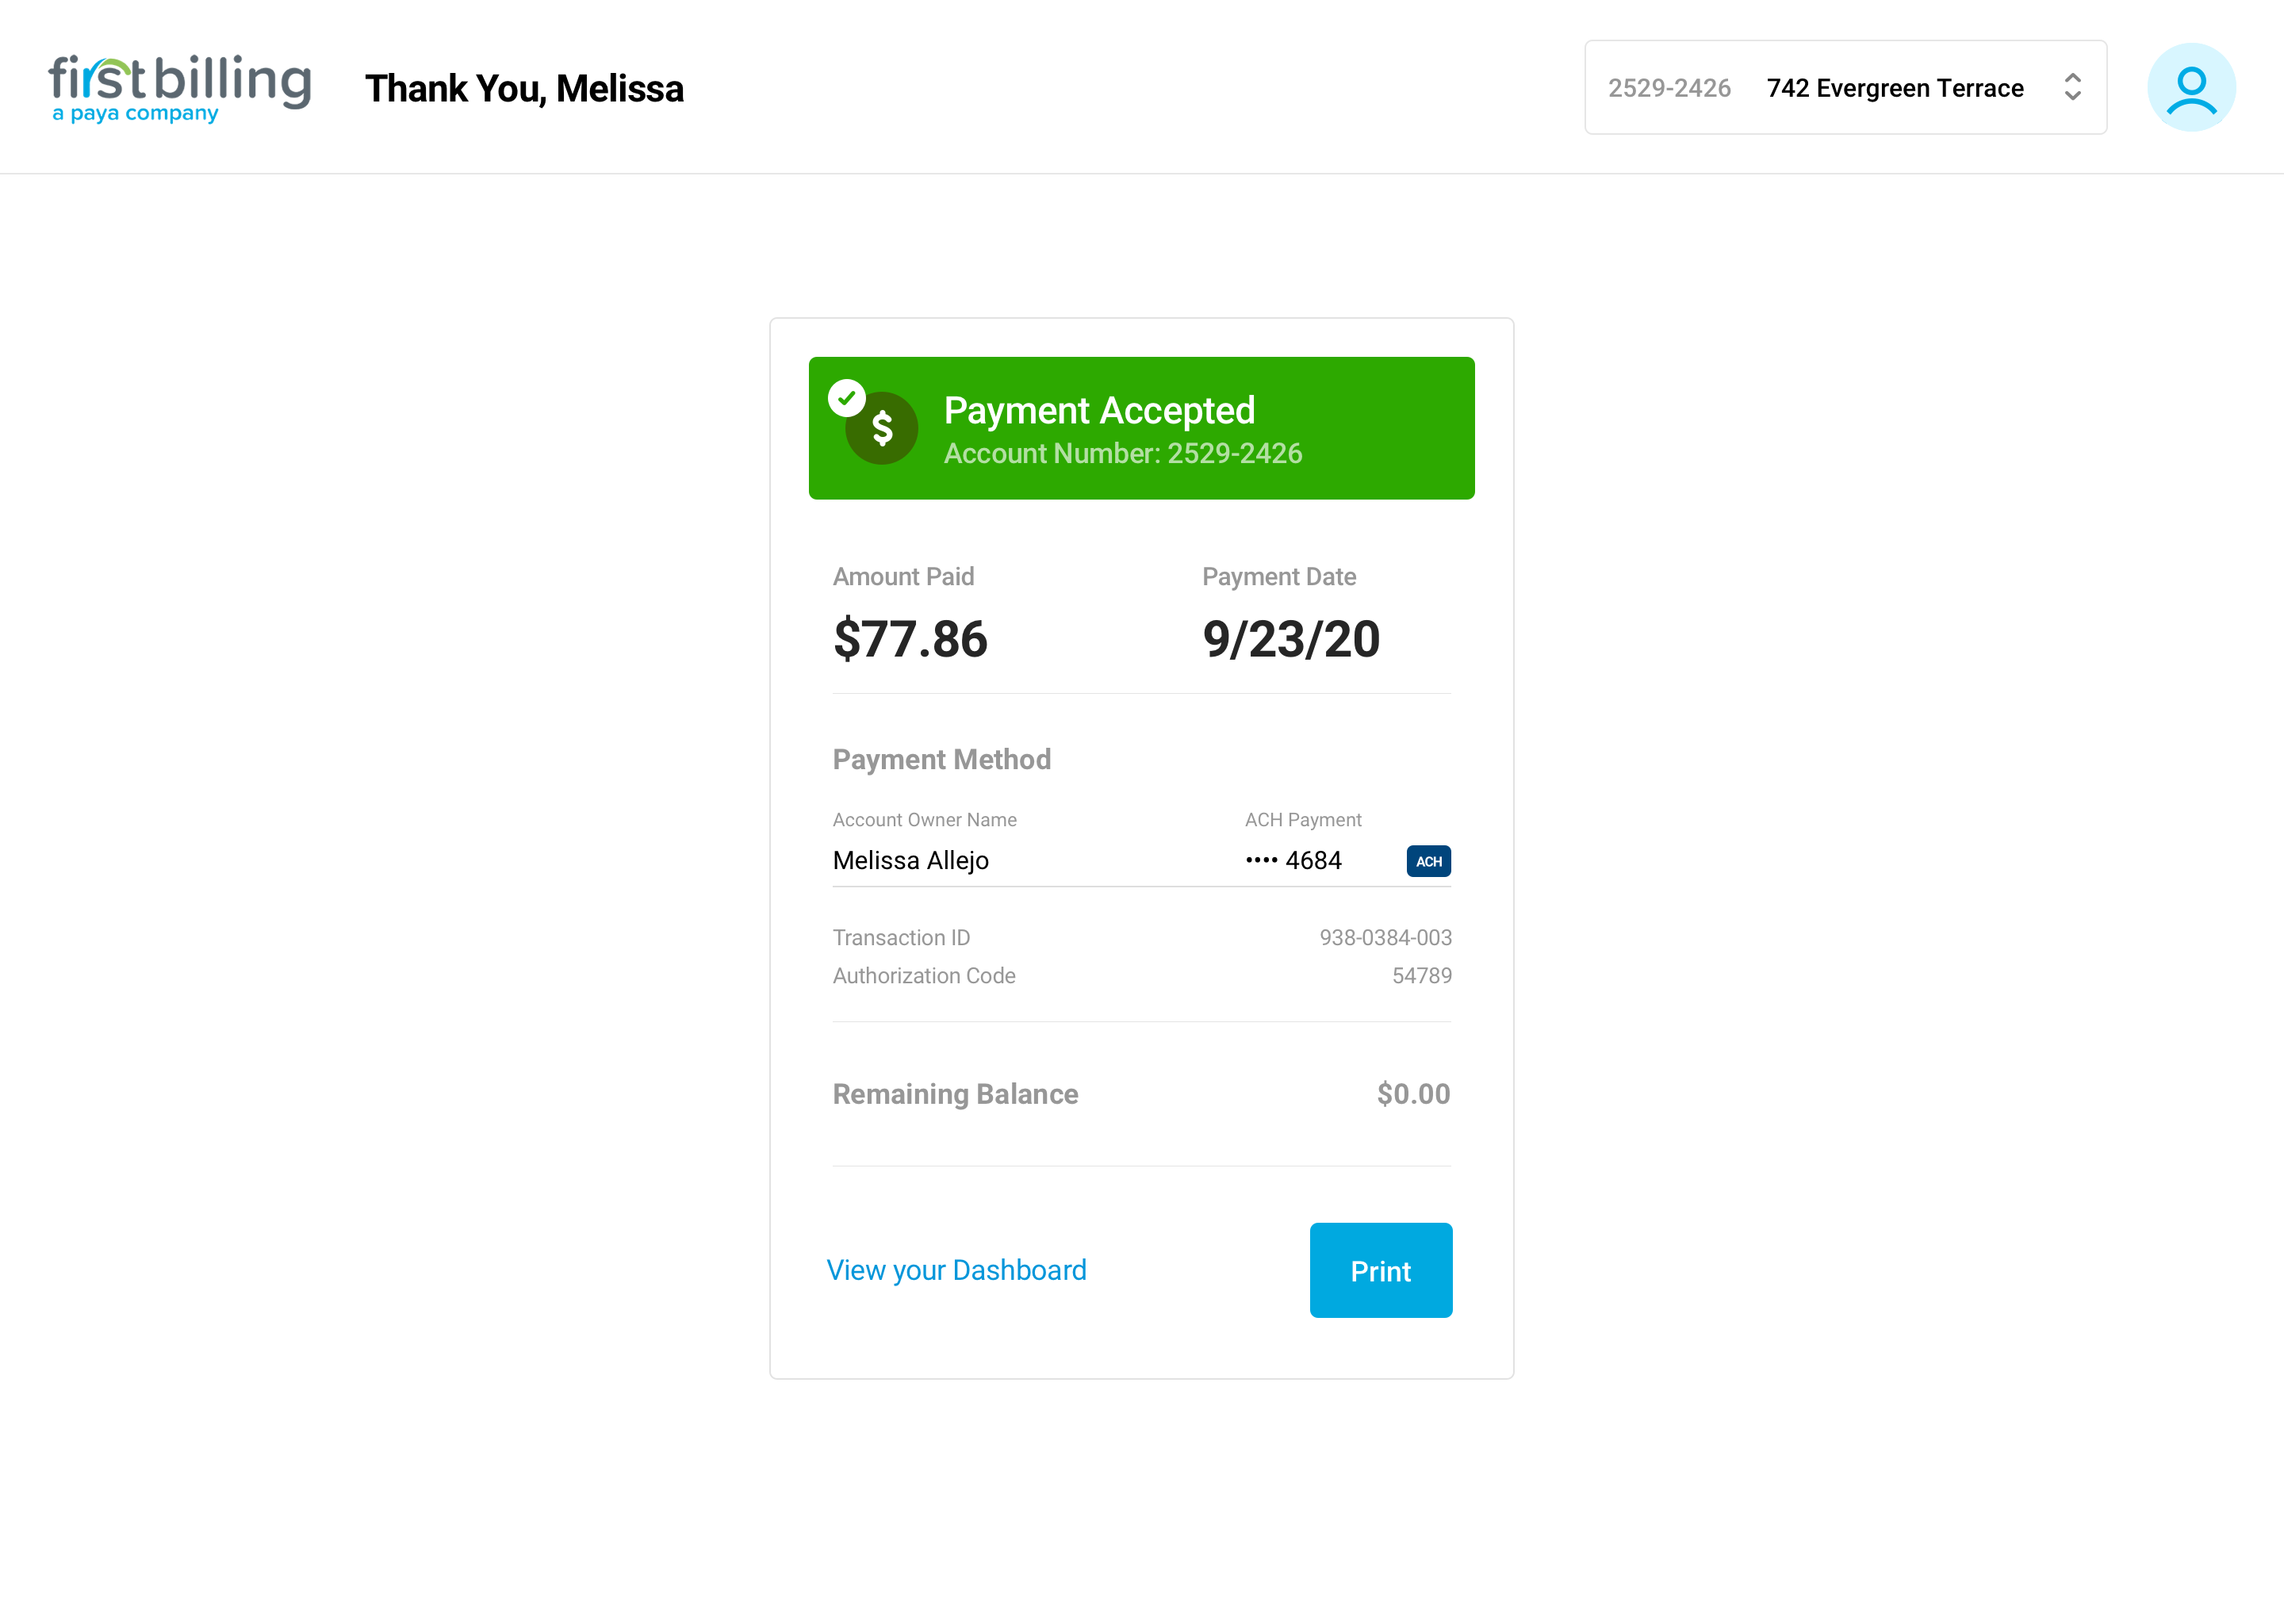 firstbilling
a paya company
Thank You, Melissa
2529-2426 742 Evergreen Terrace
Payment Accepted
Account Number: 2529-2426
$
Amount Paid Payment Date
$77.86 9/23/20
Payment Method
Account Owner Name ACH Payment
Melissa Allejo •••• 4684 ACH
Transaction ID 938-0384-003
Authorization Code 54789
Remaining Balance $0.00
View your Dashboard Print